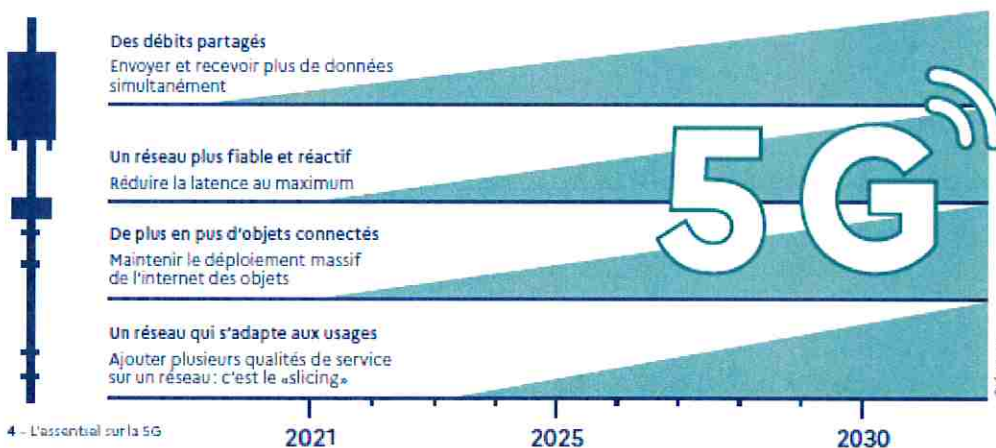 Des débits partagés
Envoyer et recevoir plus de données
simultanément
Un réseau plus fiable et réactif
Réduire la latence au maximum
5G
De plus en pus d'objets connectés
Maintenir le déploiement massif
de l'internet des objets
Un réseau qui s'adapte aux usages
Ajouter plusieurs qualités de service
sur un réseau : c'est le «slicing»
4 - L'essentiel sur la 5G
2021
2025
2030